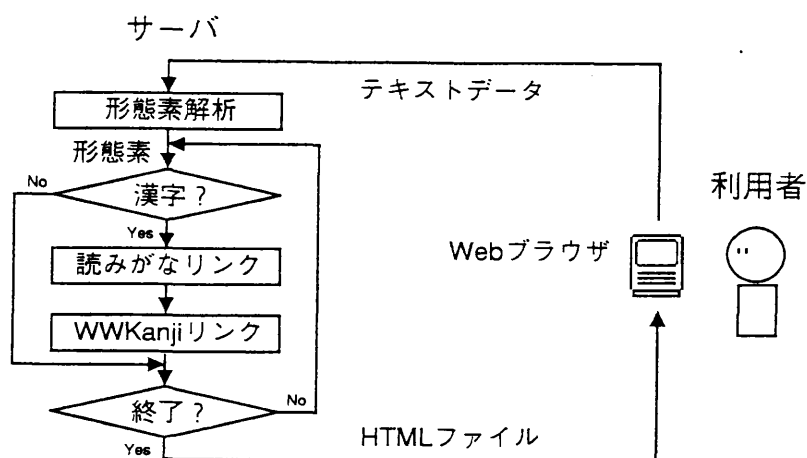 サーバ
テキストデータ
形態素解析
形態素
No
漢字？
利用者
Yes
Webブラウザ
読みがなリンク
WWKanjiリンク
No
終了？
HTMLファイル
Yes